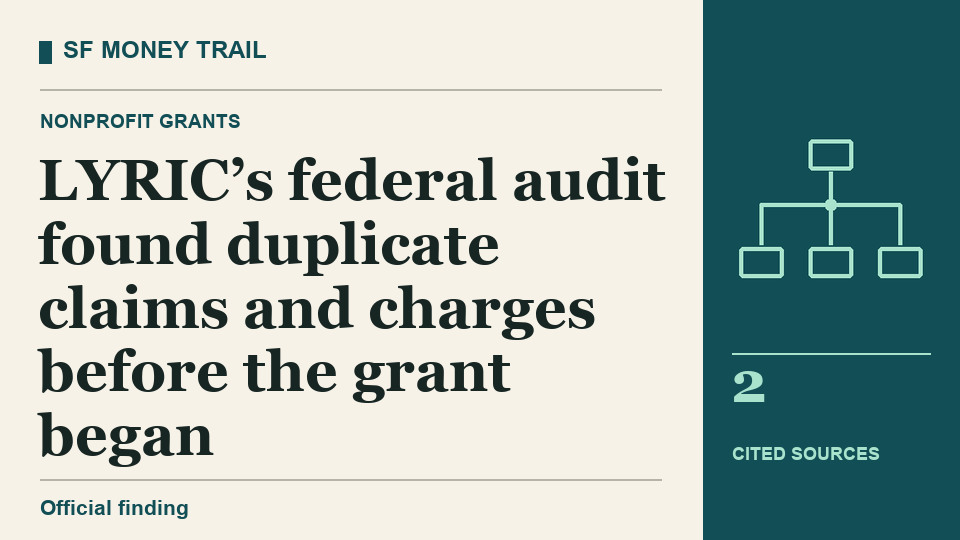 SF MONEY TRAIL
NONPROFIT GRANTS
LYRIC’s federal audit
found duplicate
claims and charges
before the grant
began
Official finding
2
CITED SOURCES